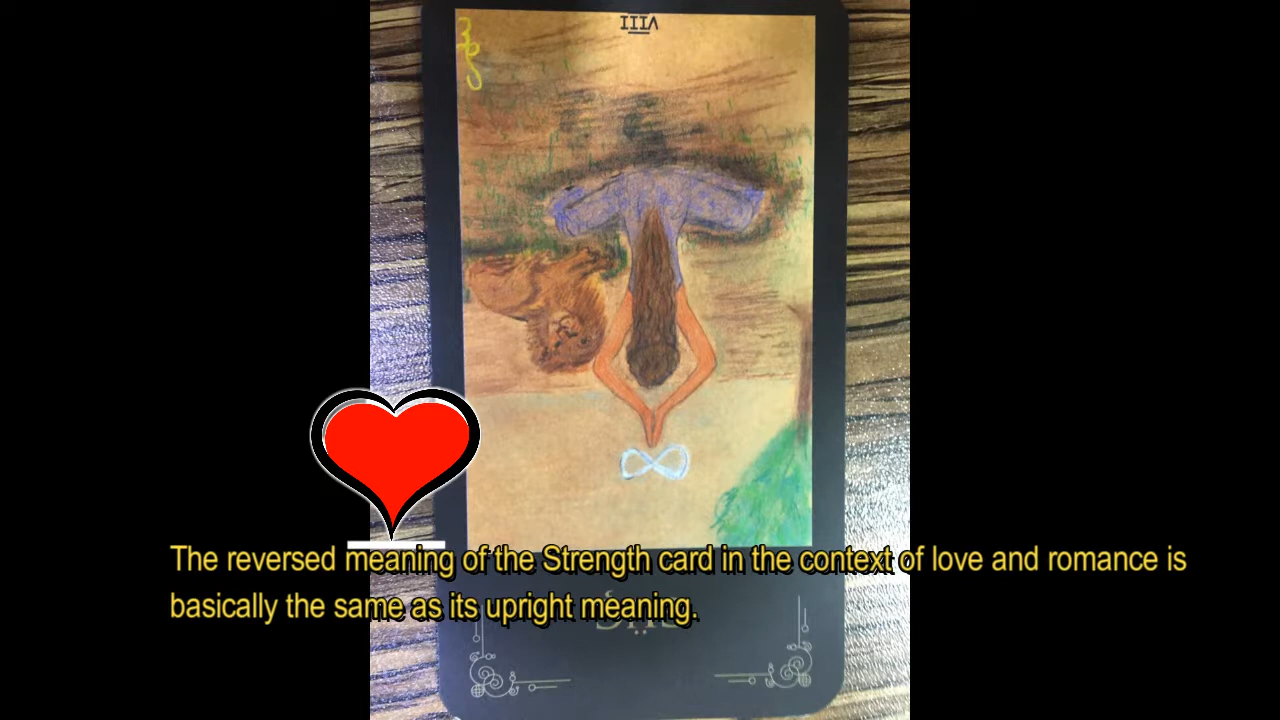 VIII
The reversed meaning of the Strength card in the context of love and romance is
basically the same as its upright meaning.